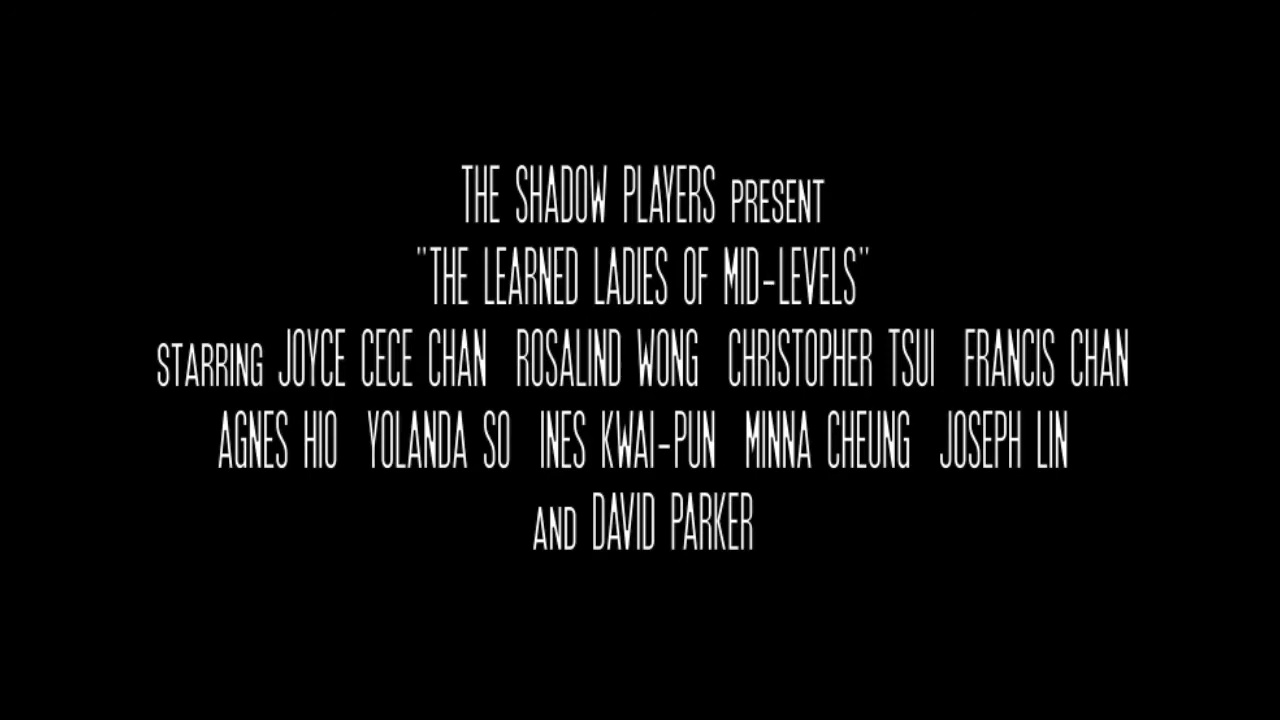 THE SHADOW PLAYERS PRESENT
"THE LEARNED LADIES OF MID-LEVELS"
STARRING JOYCE CECE CHAN ROSALIND WONG CHRISTOPHER TSUI FRANCIS CHAN
AGNES HIO YOLANDA SO INES KWAI-PUN MINNA CHEUNG JOSEPH LIN
AND DAVID PARKER